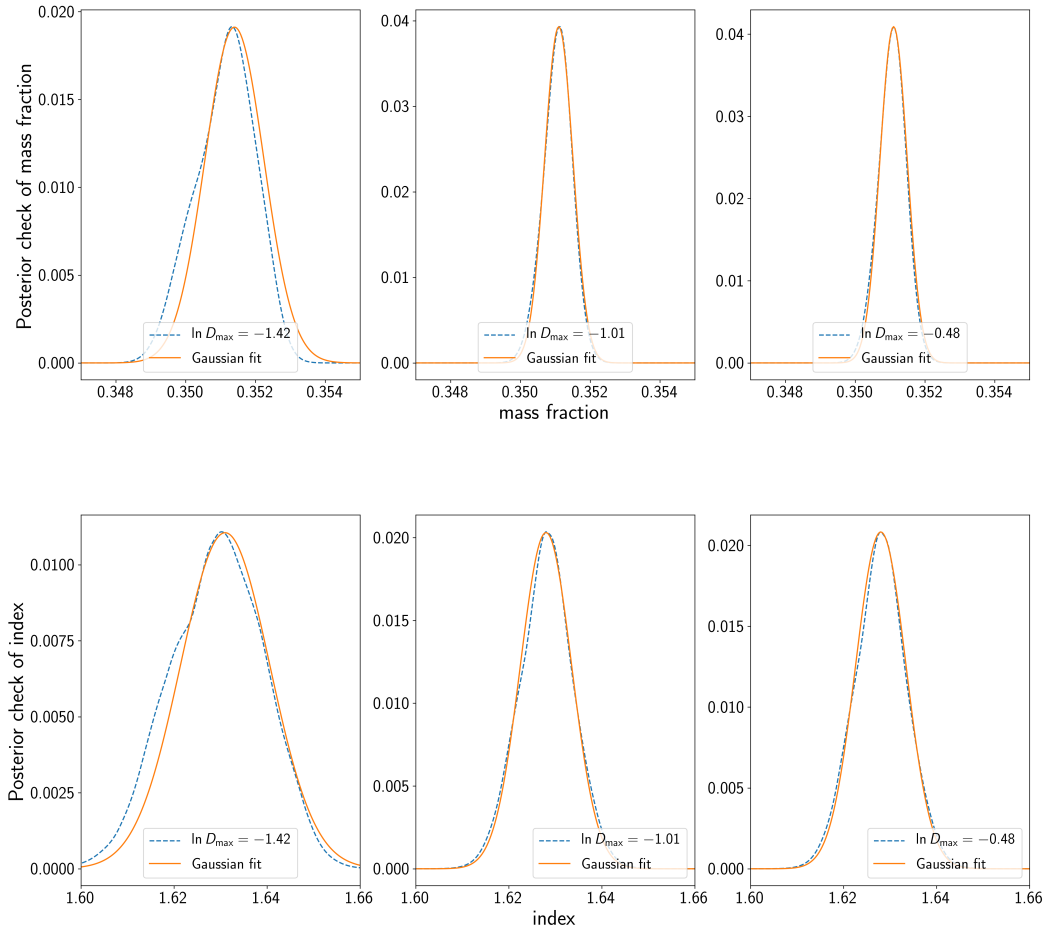 Posterior check of mass fraction
0.020
0.015
0.010
0.005
0.000
0.348 0.350 0.352 0.354
ln D_max = −1.42
Gaussian fit
0.04
0.03
0.02
0.01
0.00
0.348 0.350 0.352 0.354
ln D_max = −1.01
Gaussian fit
0.04
0.03
0.02
0.01
0.00
0.348 0.350 0.352 0.354
ln D_max = −0.48
Gaussian fit
mass fraction
Posterior check of index
0.0100
0.0075
0.0050
0.0025
0.0000
1.60 1.62 1.64 1.66
ln D_max = −1.42
Gaussian fit
0.020
0.015
0.010
0.005
0.000
1.60 1.62 1.64 1.66
ln D_max = −1.01
Gaussian fit
0.020
0.015
0.010
0.005
0.000
1.60 1.62 1.64 1.66
ln D_max = −0.48
Gaussian fit
index